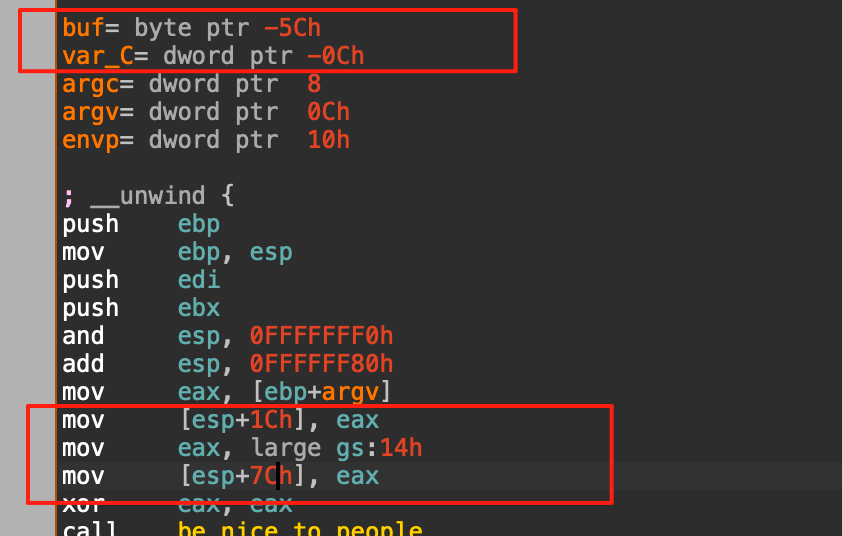 buf= byte ptr -5Ch
var_C= dword ptr -0Ch
argc= dword ptr  8
argv= dword ptr  0Ch
envp= dword ptr  10h
; __unwind {
push    ebp
mov     ebp, esp
push    edi
push    ebx
and     esp, 0FFFFFFF0h
add     esp, 0FFFFFF80h
mov     eax, [ebp+argv]
mov     [esp+1Ch], eax
mov     eax, large gs:14h
mov     [esp+7Ch], eax
xor     eax, eax
call    be_nice_to_people